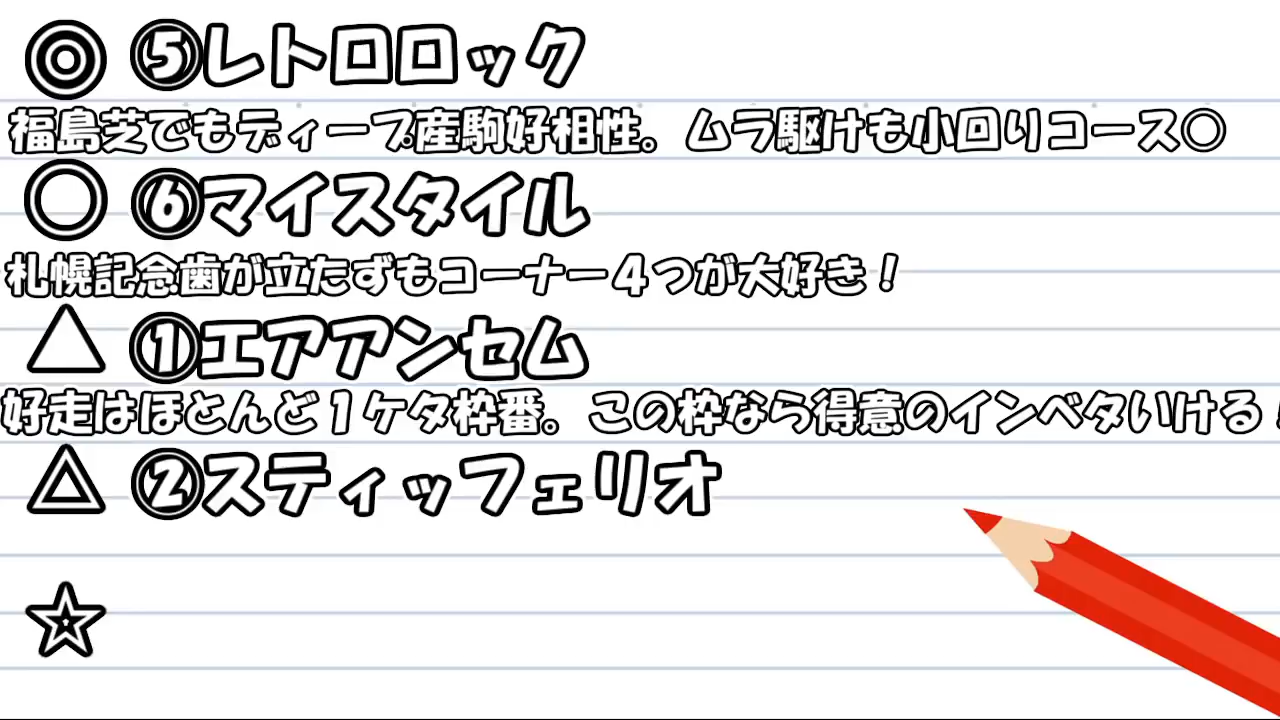 ◎ ⑤レトロロック
福島芝でもディープ産駒好相性。ムラ駆けも小回りコース○
○ ⑥マイスタイル
札幌記念歯が立たずもコーナー4つが大好き！
△ ①エアアンセム
好走はほとんど1ケタ枠番。この枠なら得意のインベタいける！
△ ②スティッフェリオ
☆